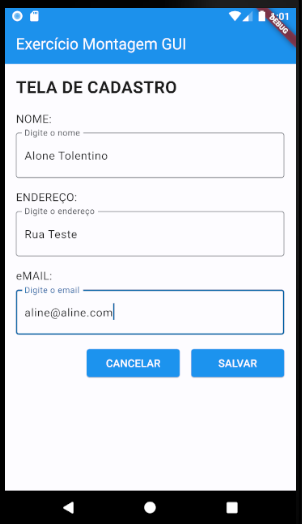 1:01
DEBUG
Exercício Montagem GUI
TELA DE CADASTRO
NOME:
Digite o nome
Alone Tolentino
ENDEREÇO:
Digite o endereço
Rua Teste
eMAIL:
Digite o email
aline@aline.com
CANCELAR SALVAR